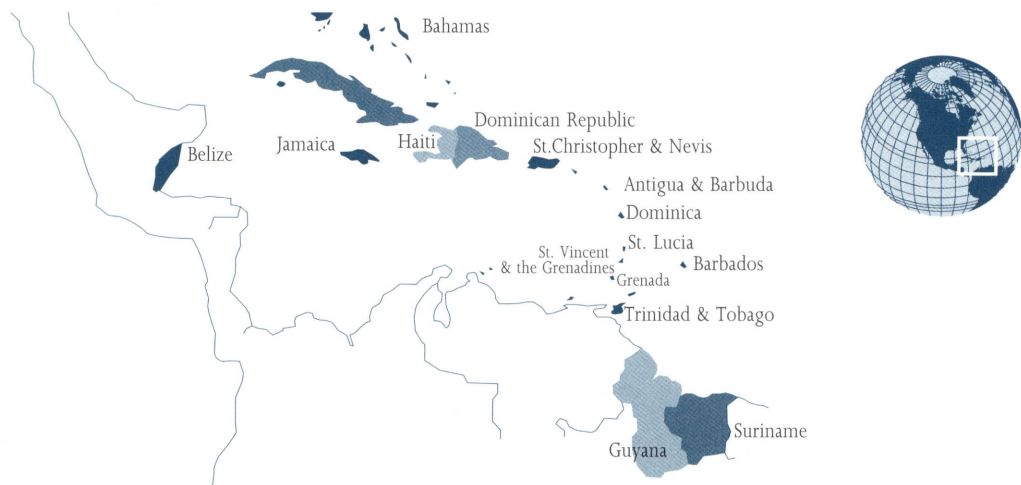 Bahamas
Dominican Republic
Jamaica
Haiti
St.Christopher & Nevis
Belize
Antigua & Barbuda
Dominica
St. Lucia
St. Vincent
& the Grenadines
Barbados
Grenada
Trinidad & Tobago
Suriname
Guyana